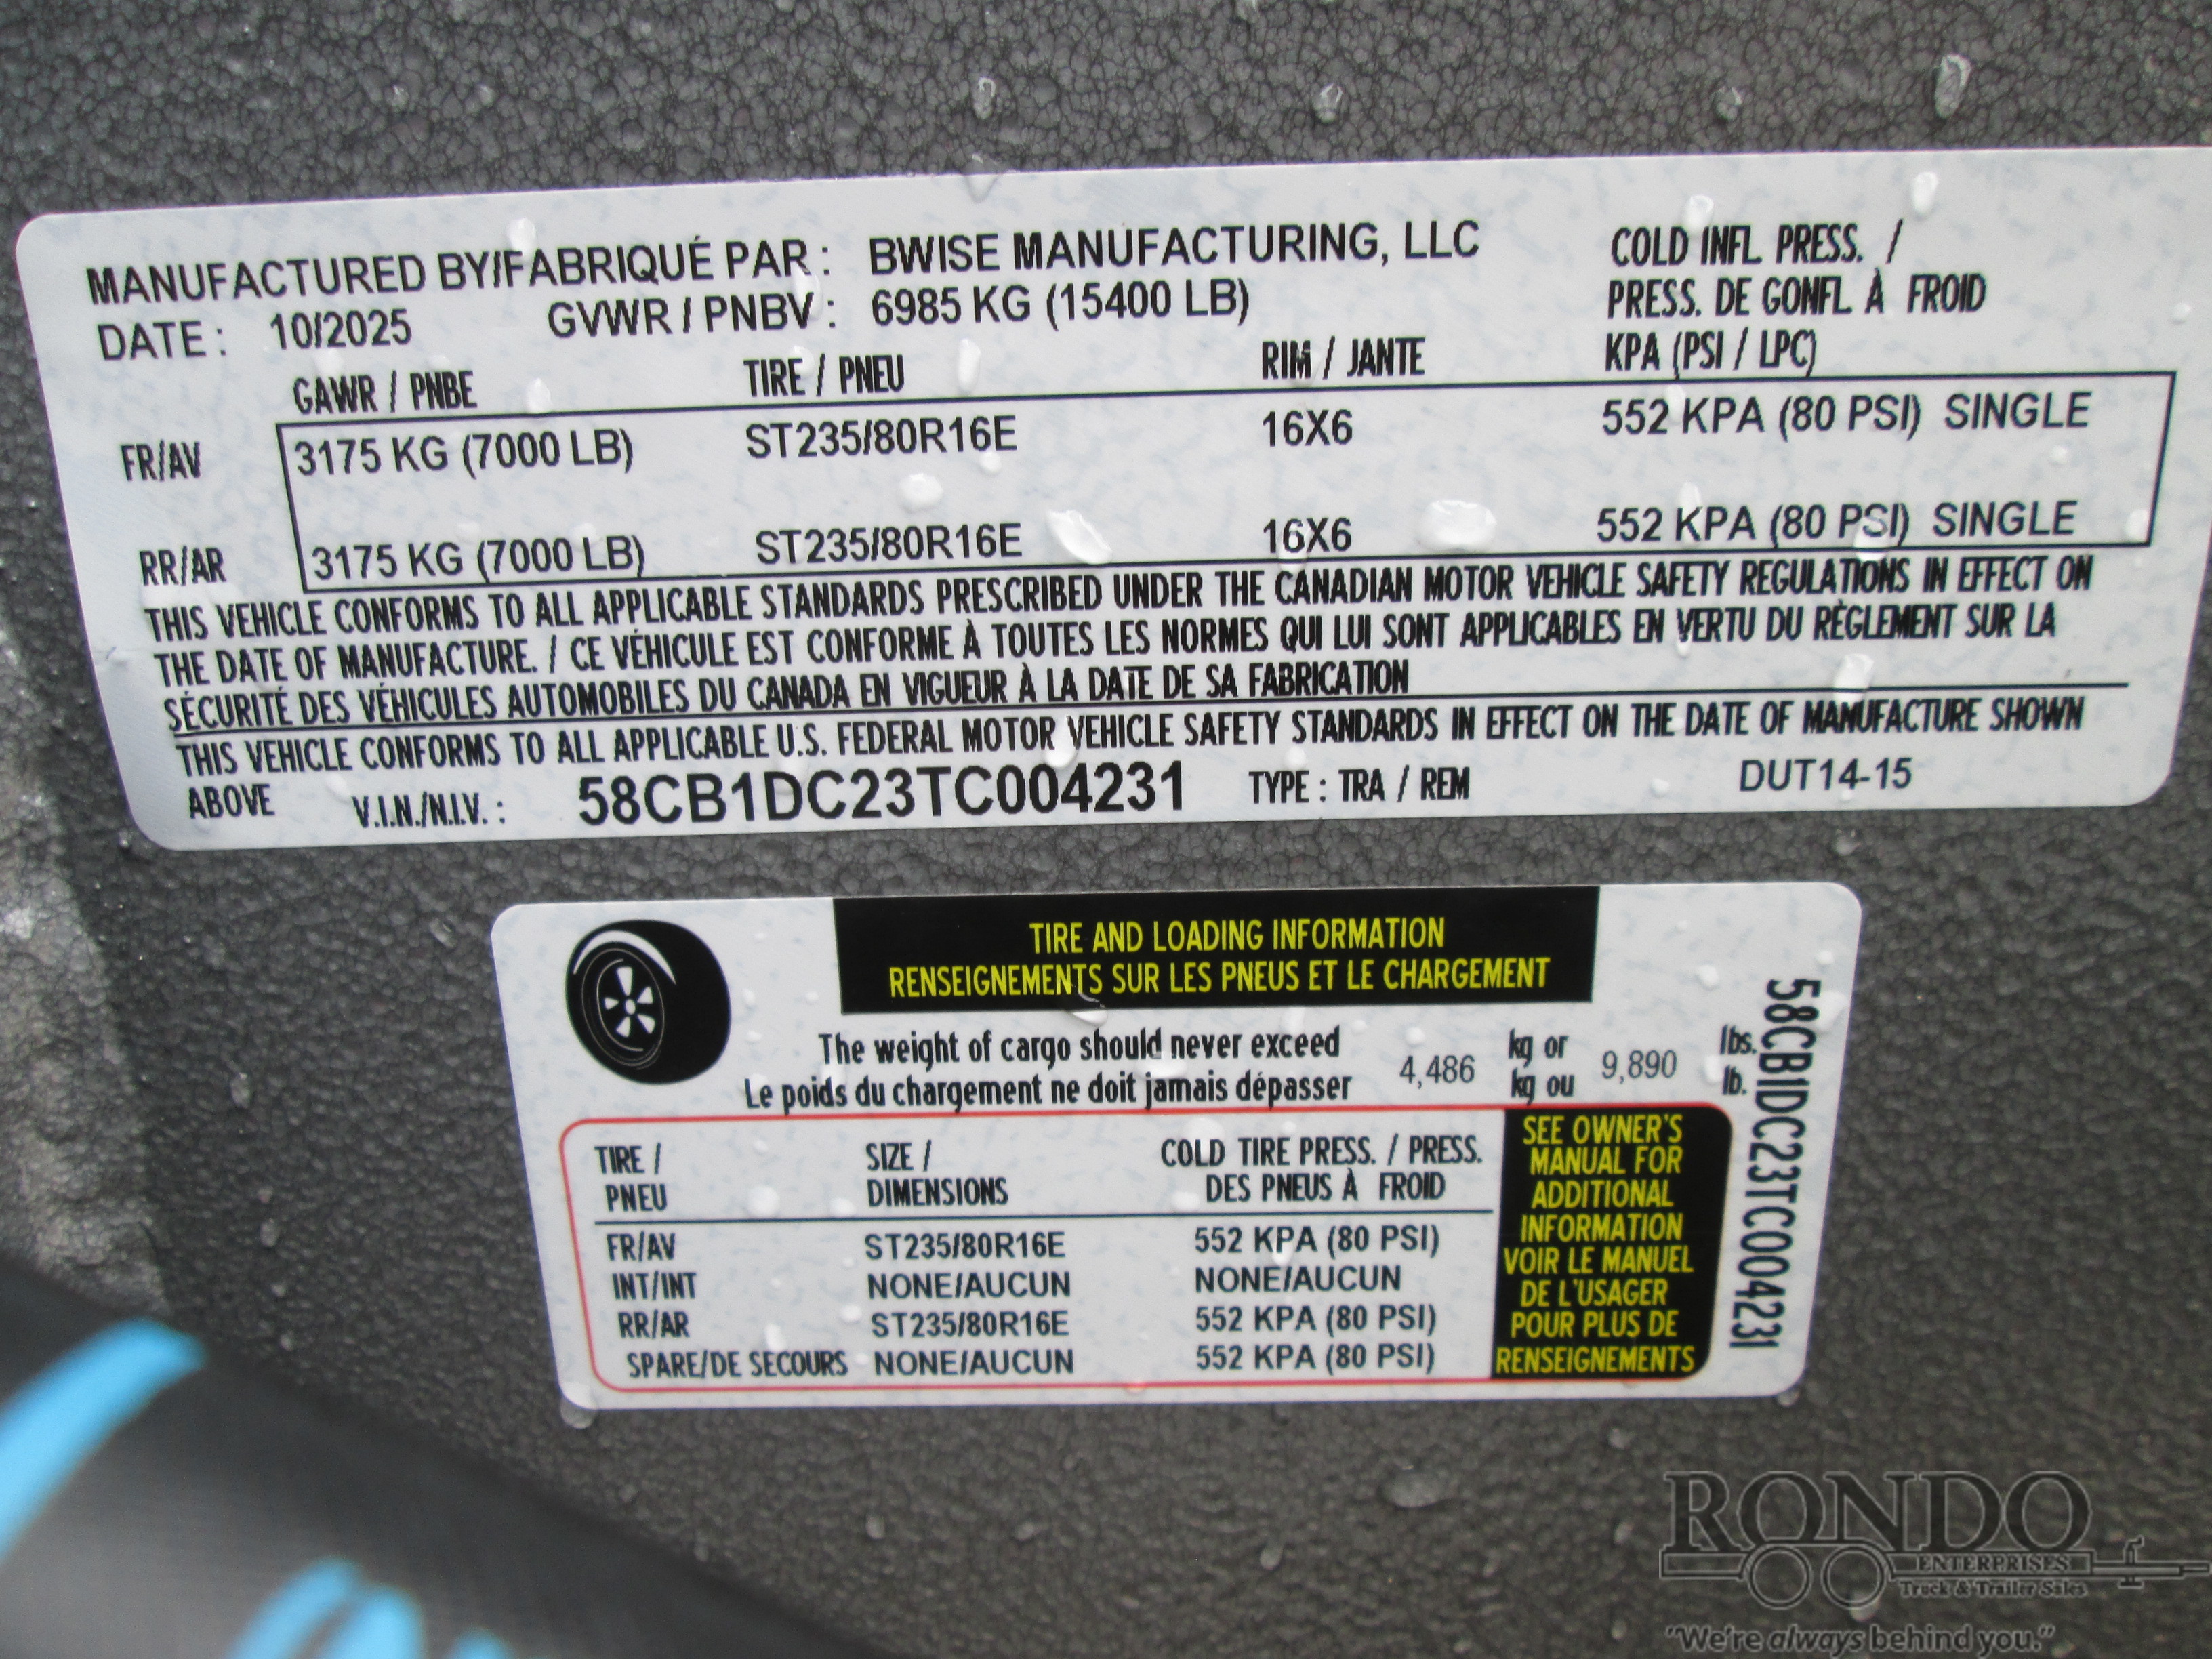 MANUFACTURED BY/FABRIQUÉ PAR : BWISE MANUFACTURING, LLC
DATE : 10/2025 GVWR / PNBV : 6985 KG (15400 LB)
COLD INFL PRESS. /
PRESS. DE GONFL À FROID
KPA (PSI / LPC)
GAWR / PNBE TIRE / PNEU RIM / JANTE
FR/AV 3175 KG (7000 LB) ST235/80R16E 16X6 552 KPA (80 PSI) SINGLE
RR/AR 3175 KG (7000 LB) ST235/80R16E 16X6 552 KPA (80 PSI) SINGLE
THIS VEHICLE CONFORMS TO ALL APPLICABLE STANDARDS PRESCRIBED UNDER THE CANADIAN MOTOR VEHICLE SAFETY REGULATIONS IN EFFECT ON
THE DATE OF MANUFACTURE. / CE VÉHICULE EST CONFORME À TOUTES LES NORMES QUI LUI SONT APPLICABLES EN VERTU DU RÈGLEMENT SUR LA
SÉCURITÉ DES VÉHICULES AUTOMOBILES DU CANADA EN VIGUEUR À LA DATE DE SA FABRICATION
THIS VEHICLE CONFORMS TO ALL APPLICABLE U.S. FEDERAL MOTOR VEHICLE SAFETY STANDARDS IN EFFECT ON THE DATE OF MANUFACTURE SHOWN
ABOVE V.I.N./N.I.V. : 58CB1DC23TC004231 TYPE : TRA / REM DUT14-15
TIRE AND LOADING INFORMATION
RENSEIGNEMENTS SUR LES PNEUS ET LE CHARGEMENT
The weight of cargo should never exceed kg or lbs.
4,486 9,890
Le poids du chargement ne doit jamais dépasser kg ou lb.
58CB1DC23TC004231
TIRE / SIZE / COLD TIRE PRESS. / PRESS.
PNEU DIMENSIONS DES PNEUS À FROID
FR/AV ST235/80R16E 552 KPA (80 PSI)
INT/INT NONE/AUCUN NONE/AUCUN
RR/AR ST235/80R16E 552 KPA (80 PSI)
SPARE/DE SECOURS NONE/AUCUN 552 KPA (80 PSI)
SEE OWNER'S
MANUAL FOR
ADDITIONAL
INFORMATION
VOIR LE MANUEL
DE L'USAGER
POUR PLUS DE
RENSEIGNEMENTS
RONDO
ENTERPRISES
Truck & Trailer Sales
"We're always behind you."